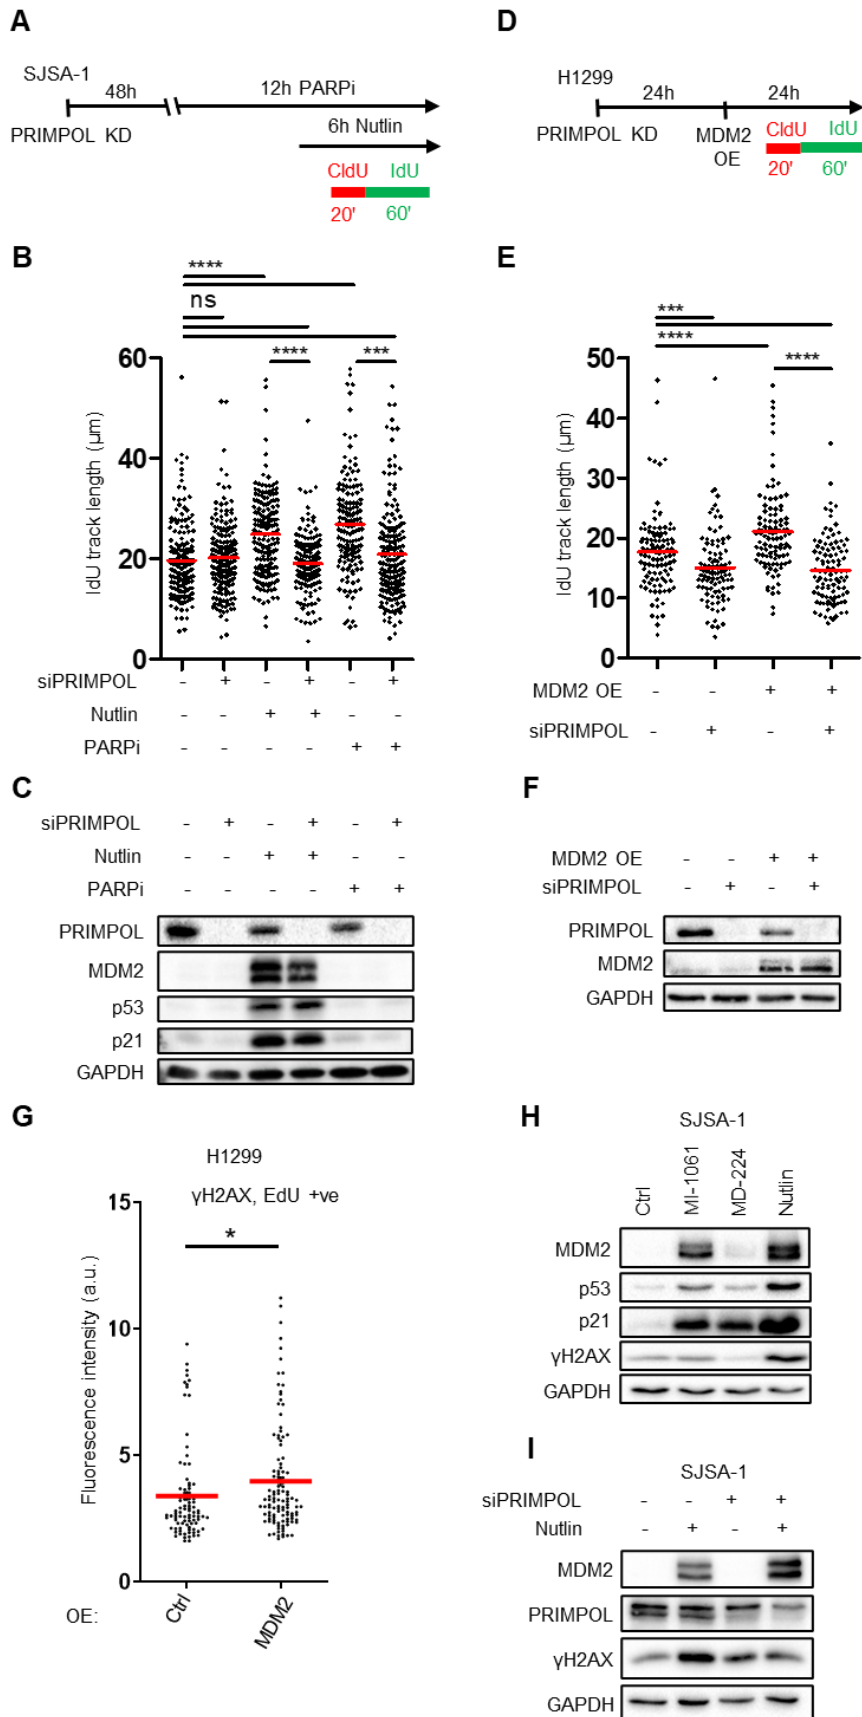 A
SJSA-1
48h
12h PARPi
PRIMPOL KD
6h Nutlin
CldU IdU
20' 60'
D
H1299
24h 24h
PRIMPOL KD
MDM2 OE
CldU IdU
20' 60'
B
****
ns
**** ***
60
40
20
0
IdU track length (µm)
siPRIMPOL - + - + - +
Nutlin - - + + - -
PARPi - - - - + +
E
***
**** ****
50
40
30
20
10
0
IdU track length (µm)
MDM2 OE - - + +
siPRIMPOL - + - +
C
siPRIMPOL - + - + - +
Nutlin - - + + - -
PARPi - - - - + +
PRIMPOL
MDM2
p53
p21
GAPDH
F
MDM2 OE - - + +
siPRIMPOL - + - +
PRIMPOL
MDM2
GAPDH
G
H1299
γH2AX, EdU +ve
*
15
10
5
0
Fluorescence intensity (a.u.)
OE: Ctrl MDM2
H
SJSA-1
Ctrl MI-1061 MD-224 Nutlin
MDM2
p53
p21
γH2AX
GAPDH
I
SJSA-1
siPRIMPOL - - + +
Nutlin - + - +
MDM2
PRIMPOL
γH2AX
GAPDH